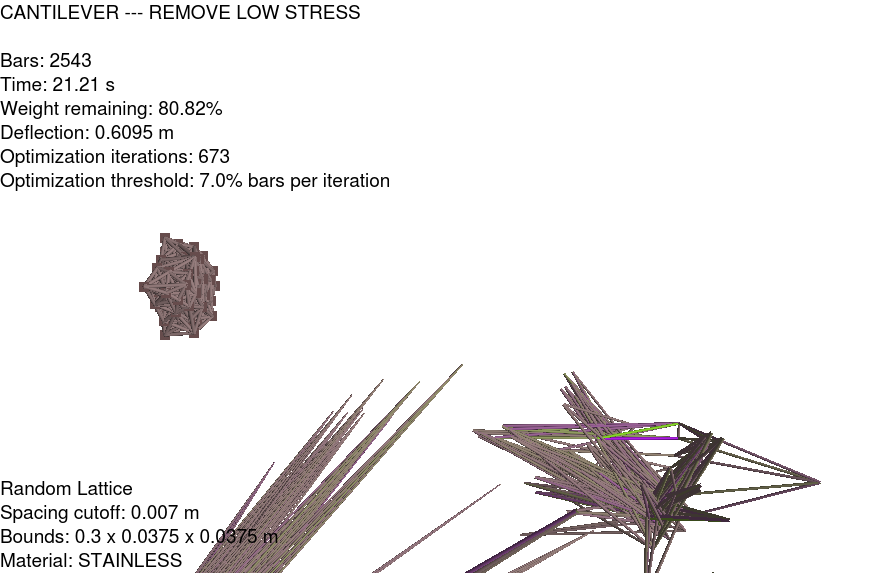 CANTILEVER --- REMOVE LOW STRESS
Bars: 2543
Time: 21.21 s
Weight remaining: 80.82%
Deflection: 0.6095 m
Optimization iterations: 673
Optimization threshold: 7.0% bars per iteration
Random Lattice
Spacing cutoff: 0.007 m
Bounds: 0.3 x 0.0375 x 0.0375 m
Material: STAINLESS